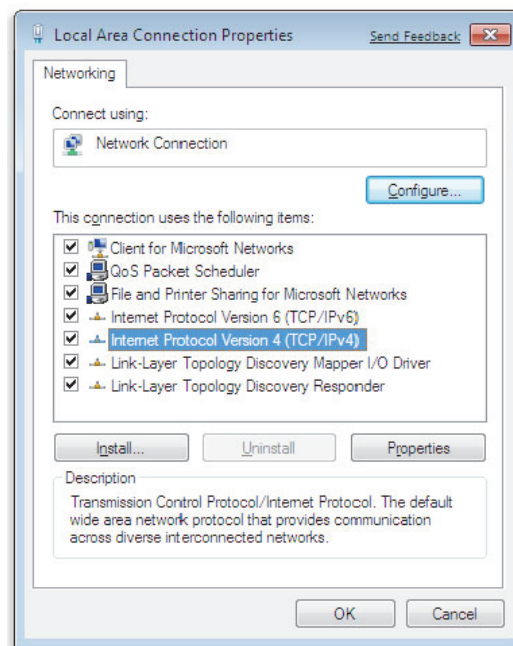 Local Area Connection Properties Send Feedback
Networking
Connect using:
Network Connection
Configure...
This connection uses the following items:
Client for Microsoft Networks
QoS Packet Scheduler
File and Printer Sharing for Microsoft Networks
Internet Protocol Version 6 (TCP/IPv6)
Internet Protocol Version 4 (TCP/IPv4)
Link-Layer Topology Discovery Mapper I/O Driver
Link-Layer Topology Discovery Responder
Install... Uninstall Properties
Description
Transmission Control Protocol/Internet Protocol. The default
wide area network protocol that provides communication
across diverse interconnected networks.
OK Cancel